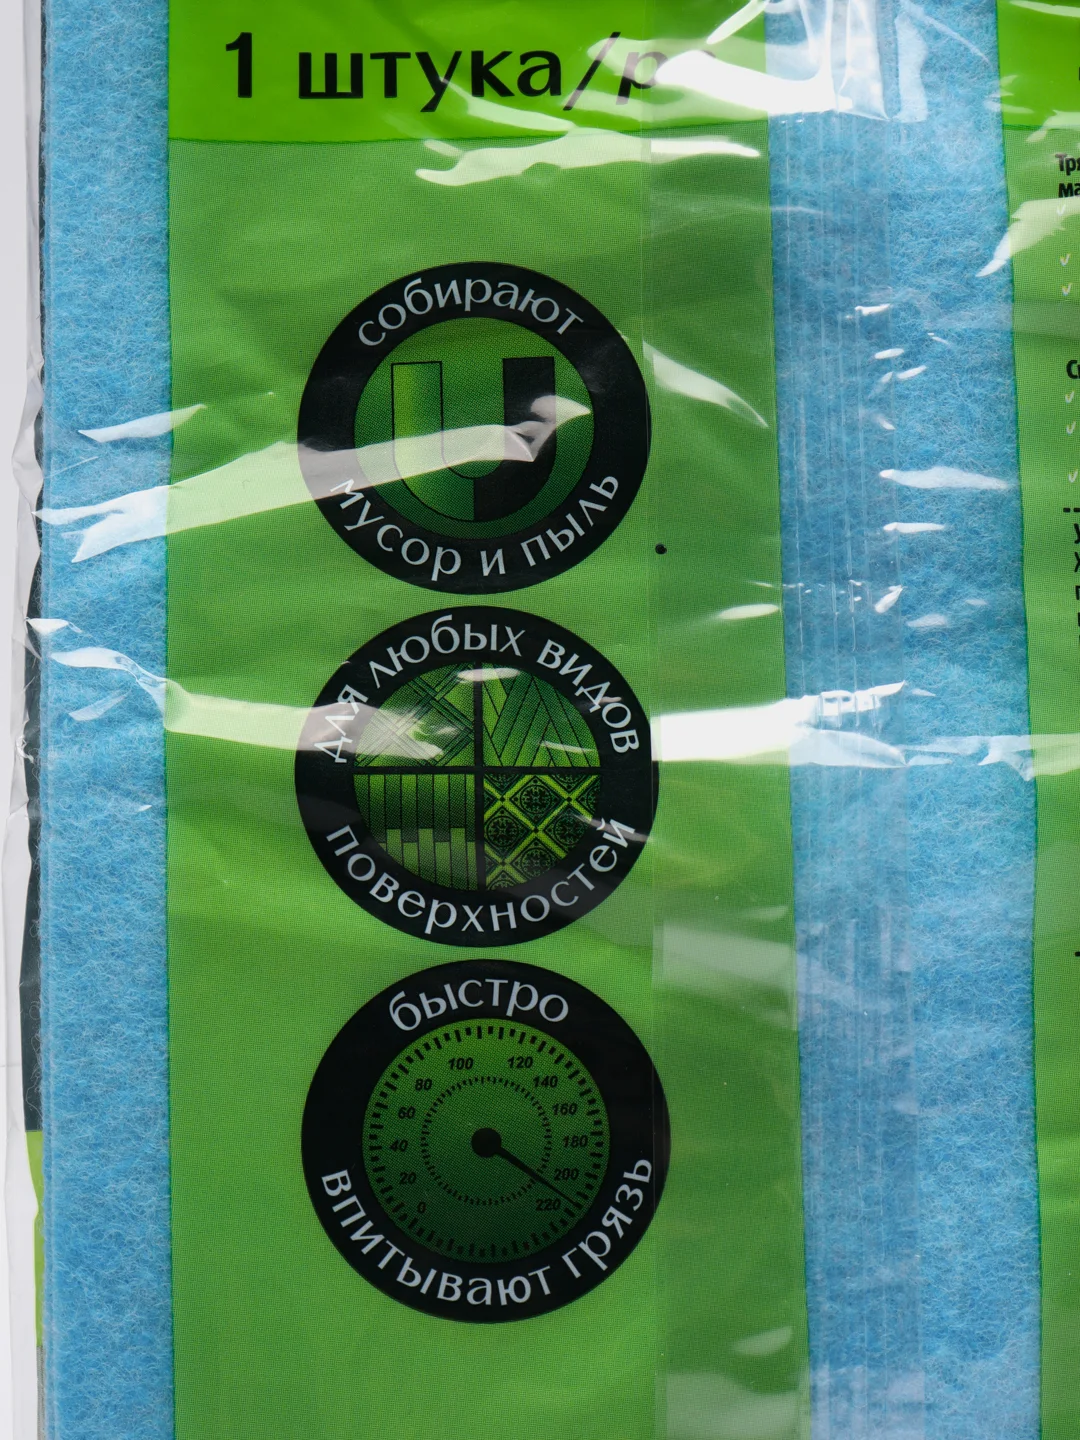 1 штука/p
собирают
мусор и пыль
для любых видов
поверхностей
быстро
100 120
80 140
60 160
40 180
20 200
0 220
впитывают грязь